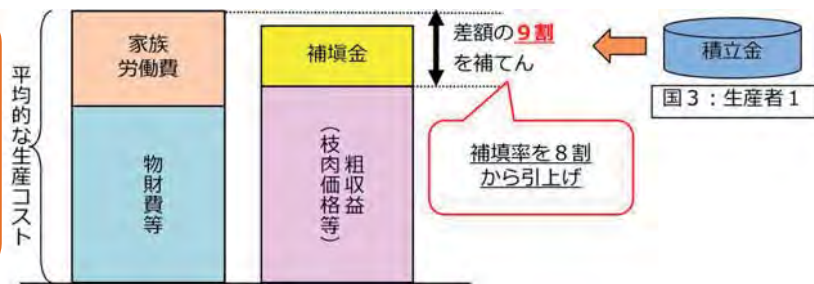 平均的な生産コスト
家族
労働費
物財費等
補塡金
粗収益
（枝肉価格等）
差額の９割
を補てん
補塡率を８割
から引上げ
積立金
国３：生産者１